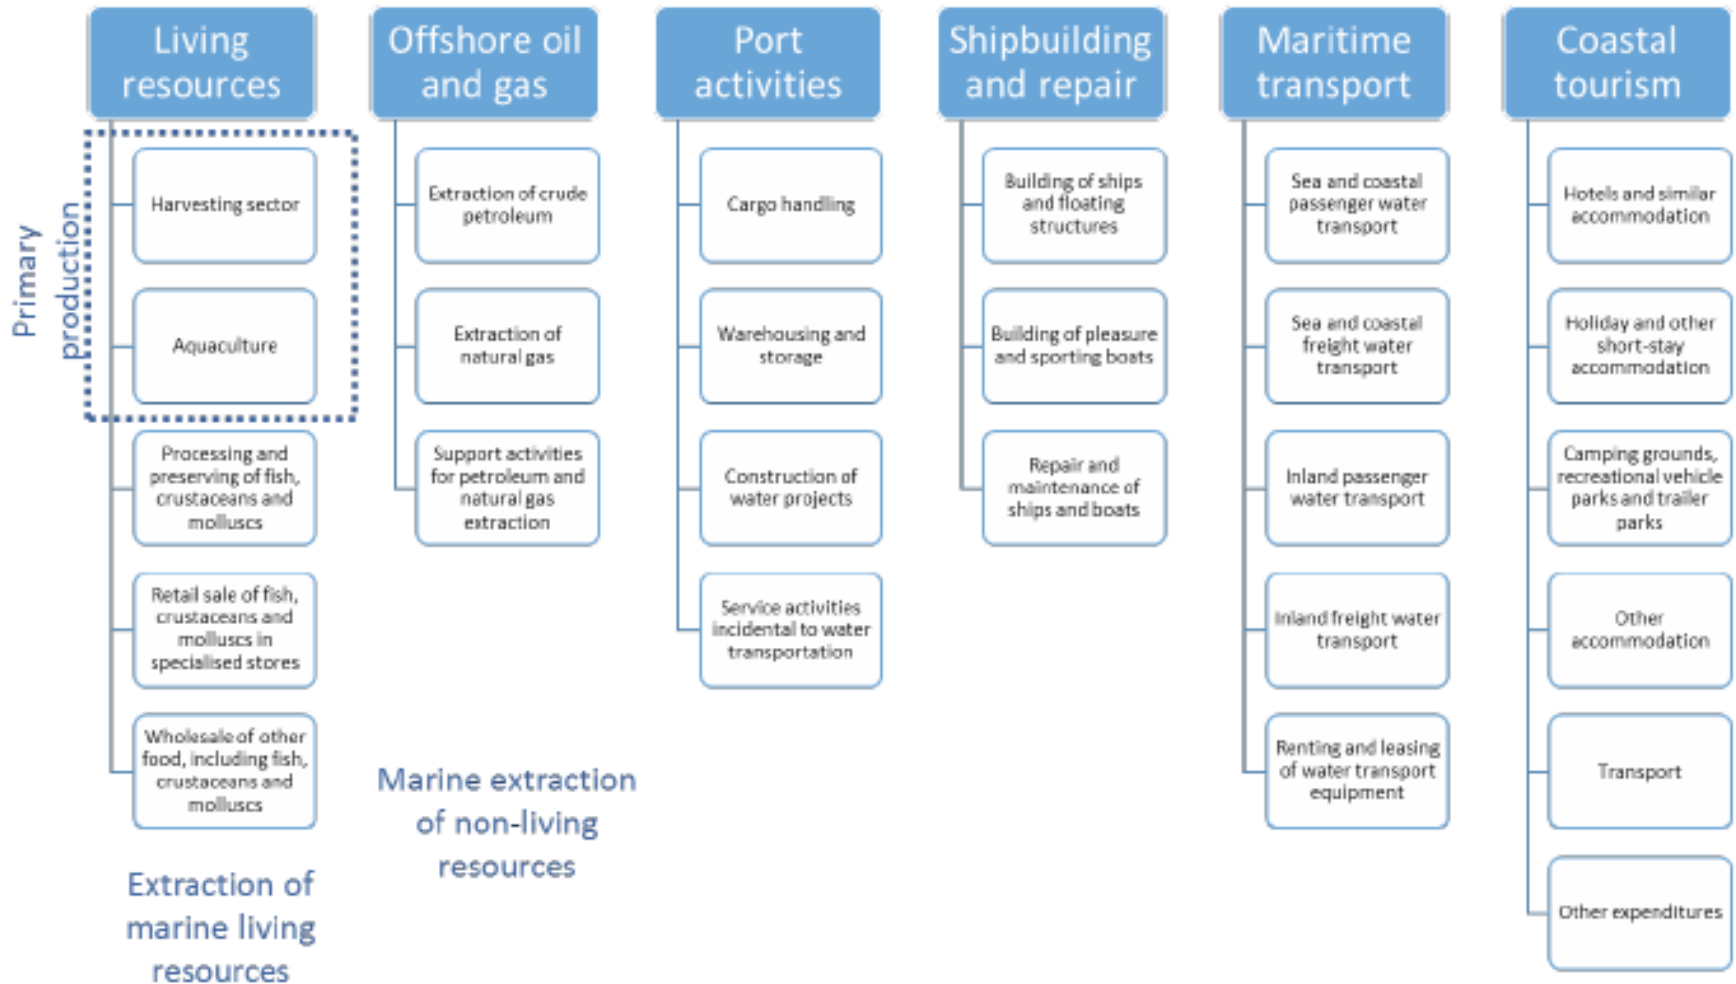 Living
resources
Offshore oil
and gas
Port
activities
Shipbuilding
and repair
Maritime
transport
Coastal
tourism
Primary
production
Harvesting sector
Aquaculture
Processing and
preserving of fish,
crustaceans and
molluscs
Retail sale of fish,
crustaceans and
molluscs in
specialised stores
Wholesale of other
food, including fish,
crustaceans and
molluscs
Extraction of
marine living
resources
Extraction of crude
petroleum
Extraction of
natural gas
Support activities
for petroleum and
natural gas
extraction
Marine extraction
of non-living
resources
Cargo handling
Warehousing and
storage
Construction of
water projects
Service activities
incidental to water
transportation
Building of ships
and floating
structures
Building of pleasure
and sporting boats
Repair and
maintenance of
ships and boats
Sea and coastal
passenger water
transport
Sea and coastal
freight water
transport
Inland passenger
water transport
Inland freight water
transport
Renting and leasing
of water transport
equipment
Hotels and similar
accommodation
Holiday and other
short-stay
accommodation
Camping grounds,
recreational vehicle
parks and trailer
parks
Other
accommodation
Transport
Other expenditures